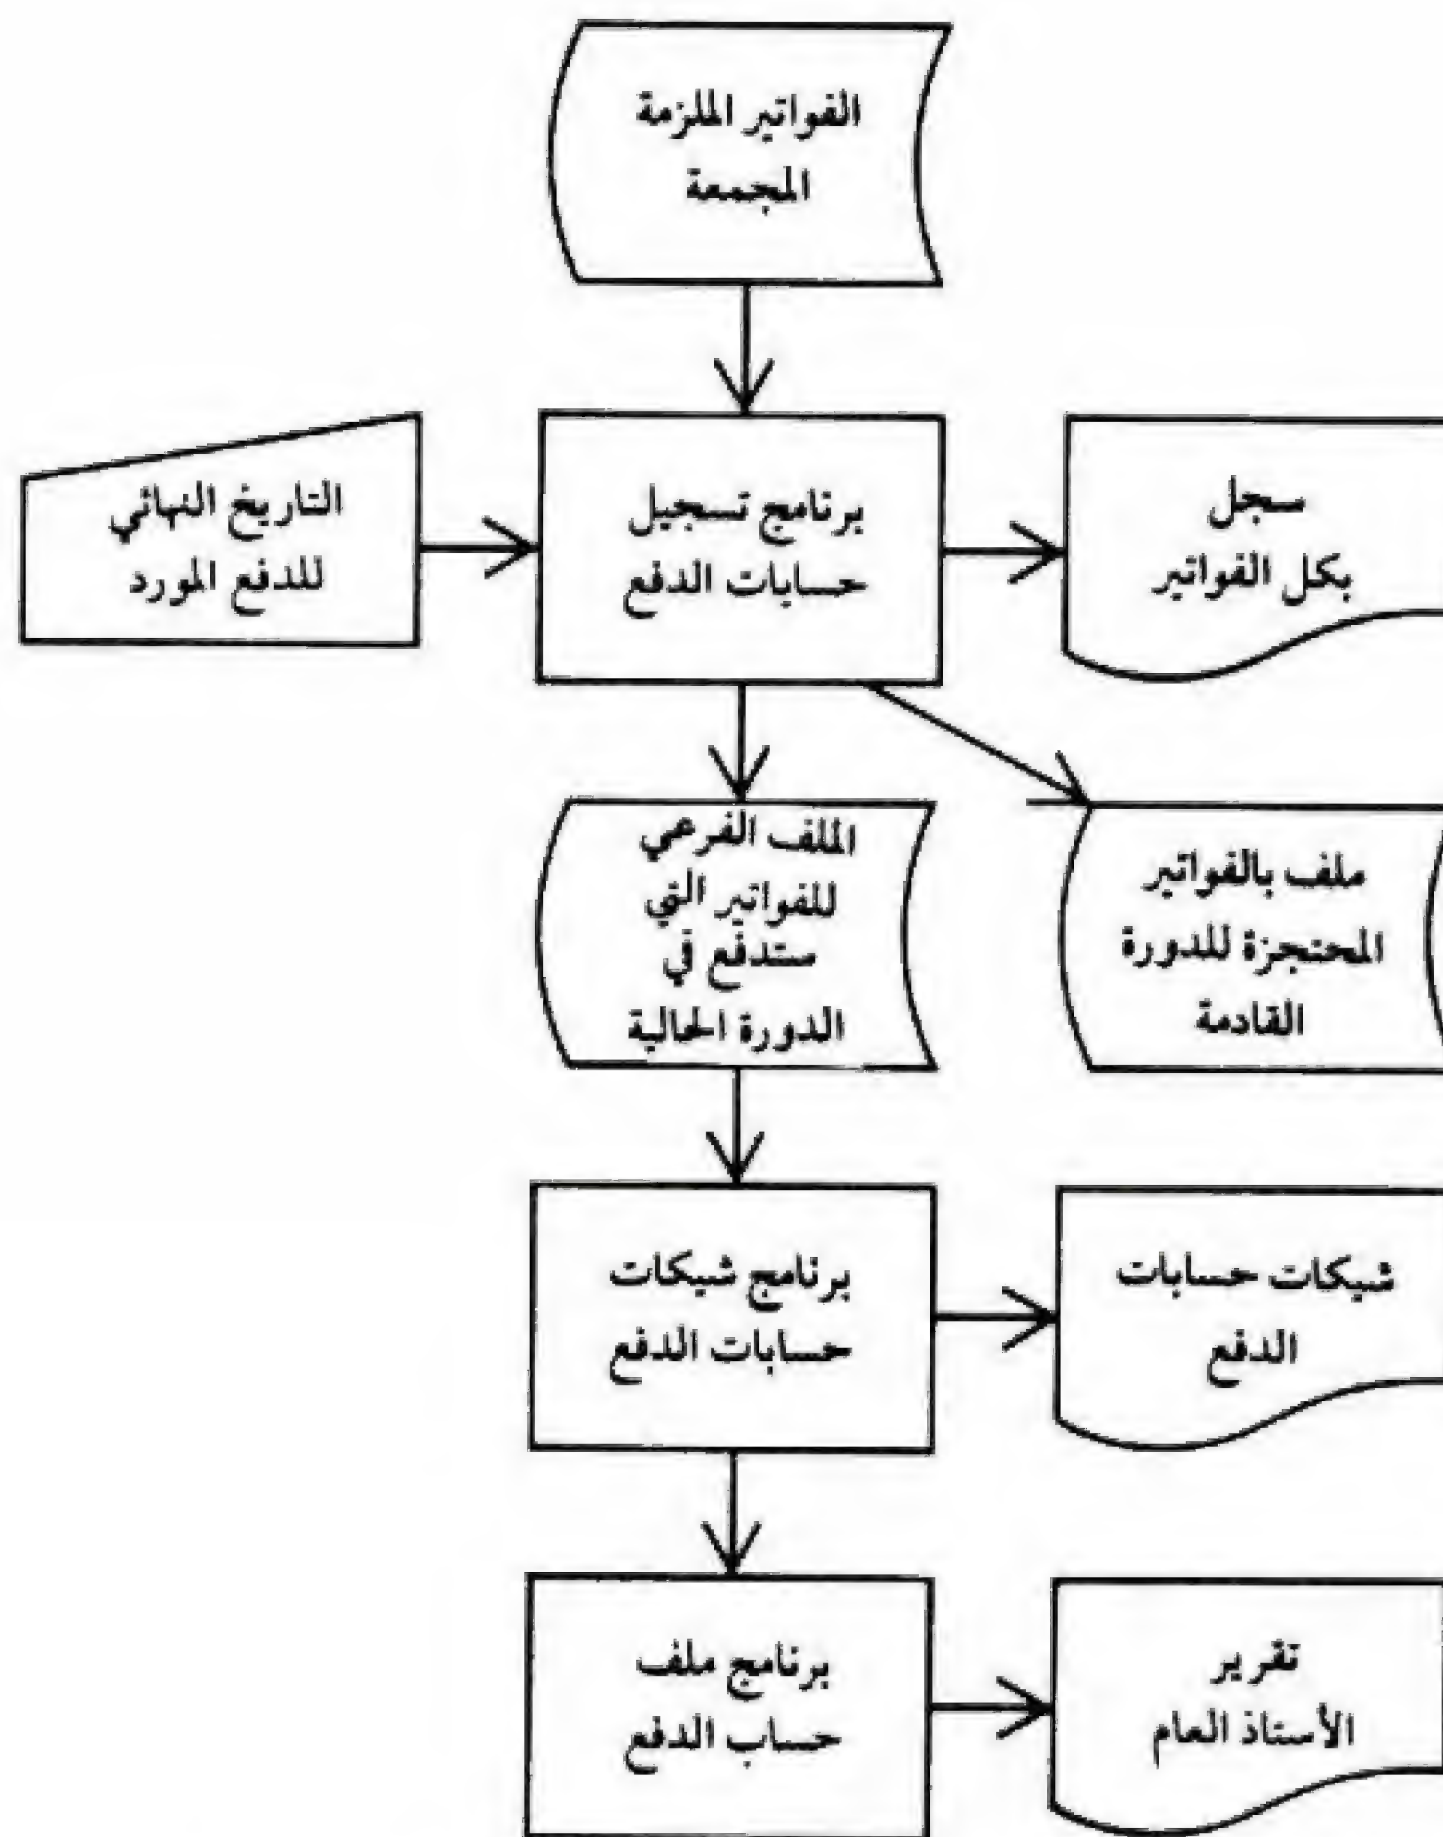 الفواتير الملزمة
المجمعة
التاريخ النهائي
للدفع المورد
برنامج تسجيل
حسابات الدفع
سجل
بكل الفواتير
الملف الفرعي
للفواتير التي
ستدفع في
الدورة الحالية
ملف بالفواتير
المحتجزة للدورة
القادمة
برنامج شيكات
حسابات الدفع
شيكات حسابات
الدفع
برنامج ملف
حساب الدفع
تقرير
الأستاذ العام